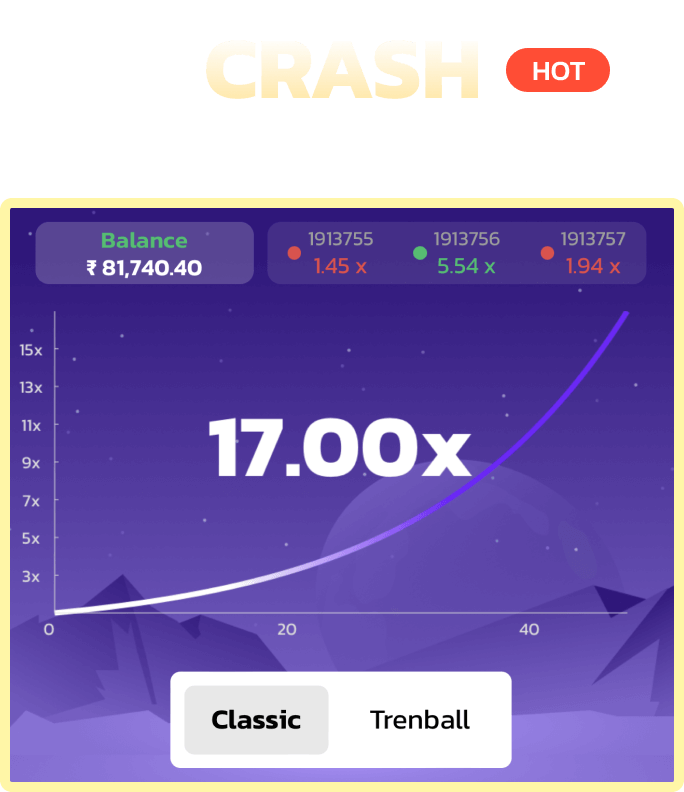 CRASH HOT
Balance
₹ 81,740.40
1913755 1913756 1913757
1.45 x 5.54 x 1.94 x
15x
13x
11x
17.00x
9x
7x
5x
3x
0 20 40
Classic Trenball